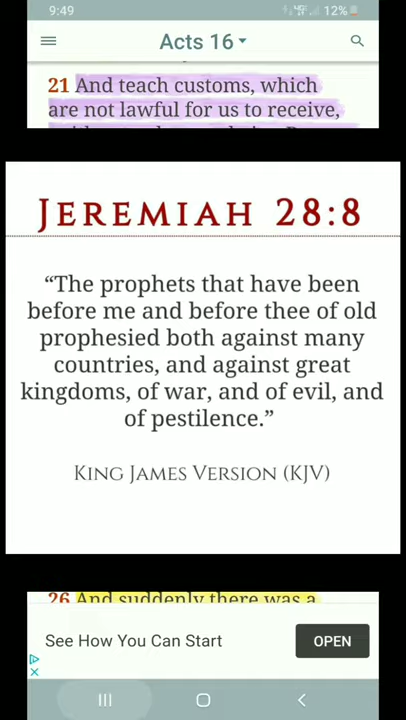 9:49
12%
Acts 16
21 And teach customs, which
are not lawful for us to receive,
JEREMIAH 28:8
“The prophets that have been
before me and before thee of old
prophesied both against many
countries, and against great
kingdoms, of war, and of evil, and
of pestilence.”
KING JAMES VERSION (KJV)
26 And suddenly there was a
See How You Can Start
OPEN